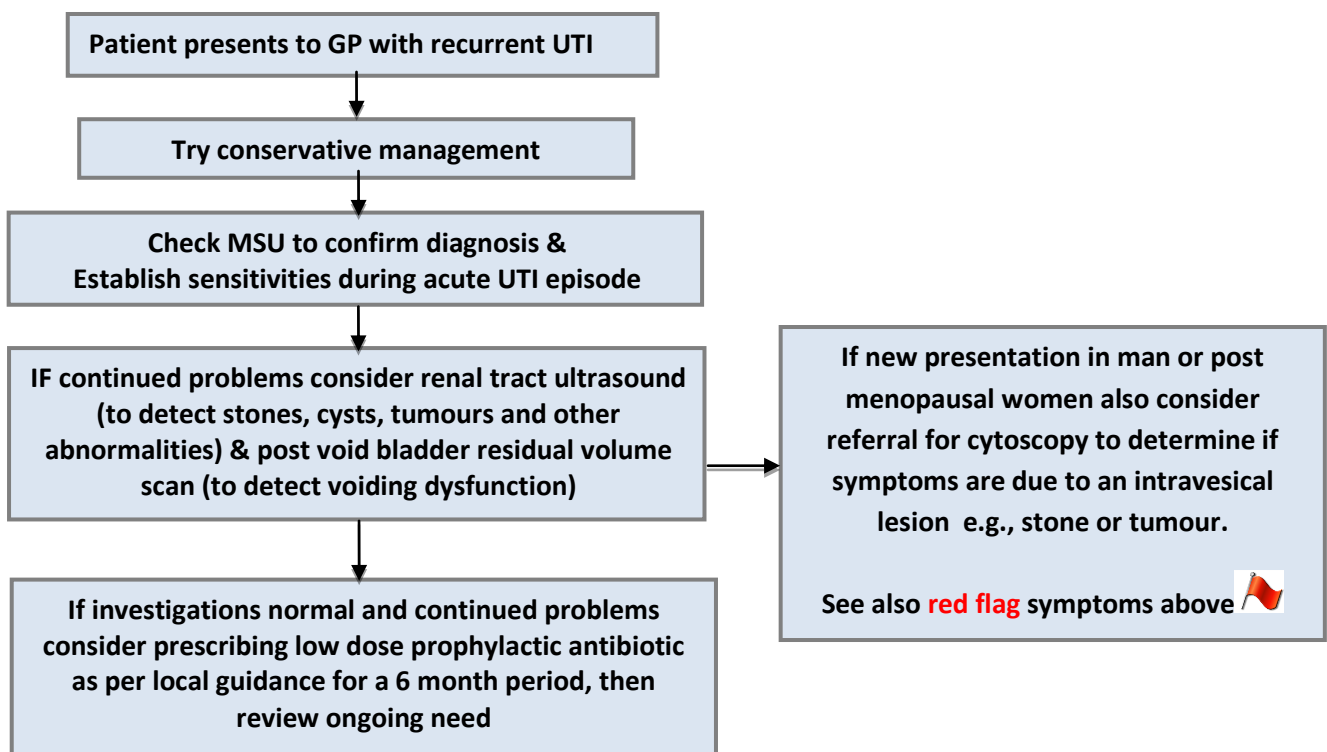 Patient presents to GP with recurrent UTI
Try conservative management
Check MSU to confirm diagnosis &
Establish sensitivities during acute UTI episode
IF continued problems consider renal tract ultrasound
(to detect stones, cysts, tumours and other
abnormalities) & post void bladder residual volume
scan (to detect voiding dysfunction)
If new presentation in man or post
menopausal women also consider
referral for cytoscopy to determine if
symptoms are due to an intravesical
lesion e.g., stone or tumour.
See also red flag symptoms above
If investigations normal and continued problems
consider prescribing low dose prophylactic antibiotic
as per local guidance for a 6 month period, then
review ongoing need